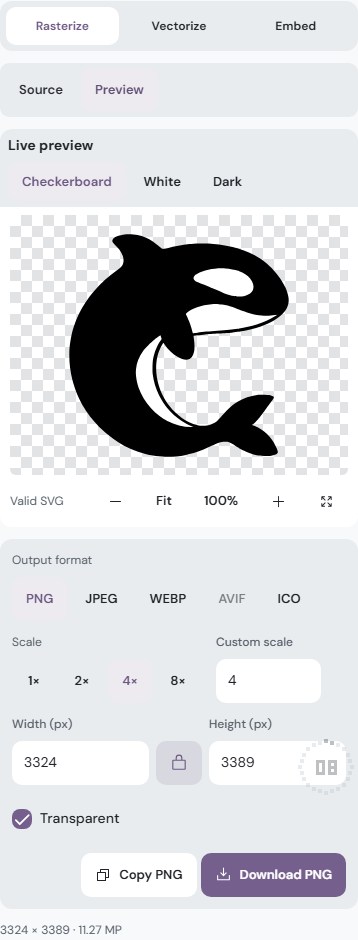 Rasterize Vectorize Embed
Source Preview
Live preview
Checkerboard White Dark
Valid SVG — Fit 100% +
Output format
PNG JPEG WEBP AVIF ICO
Scale Custom scale
1× 2× 4× 8× 4
Width (px) Height (px)
3324 3389 08
Transparent
Copy PNG Download PNG
3324 × 3389 · 11.27 MP